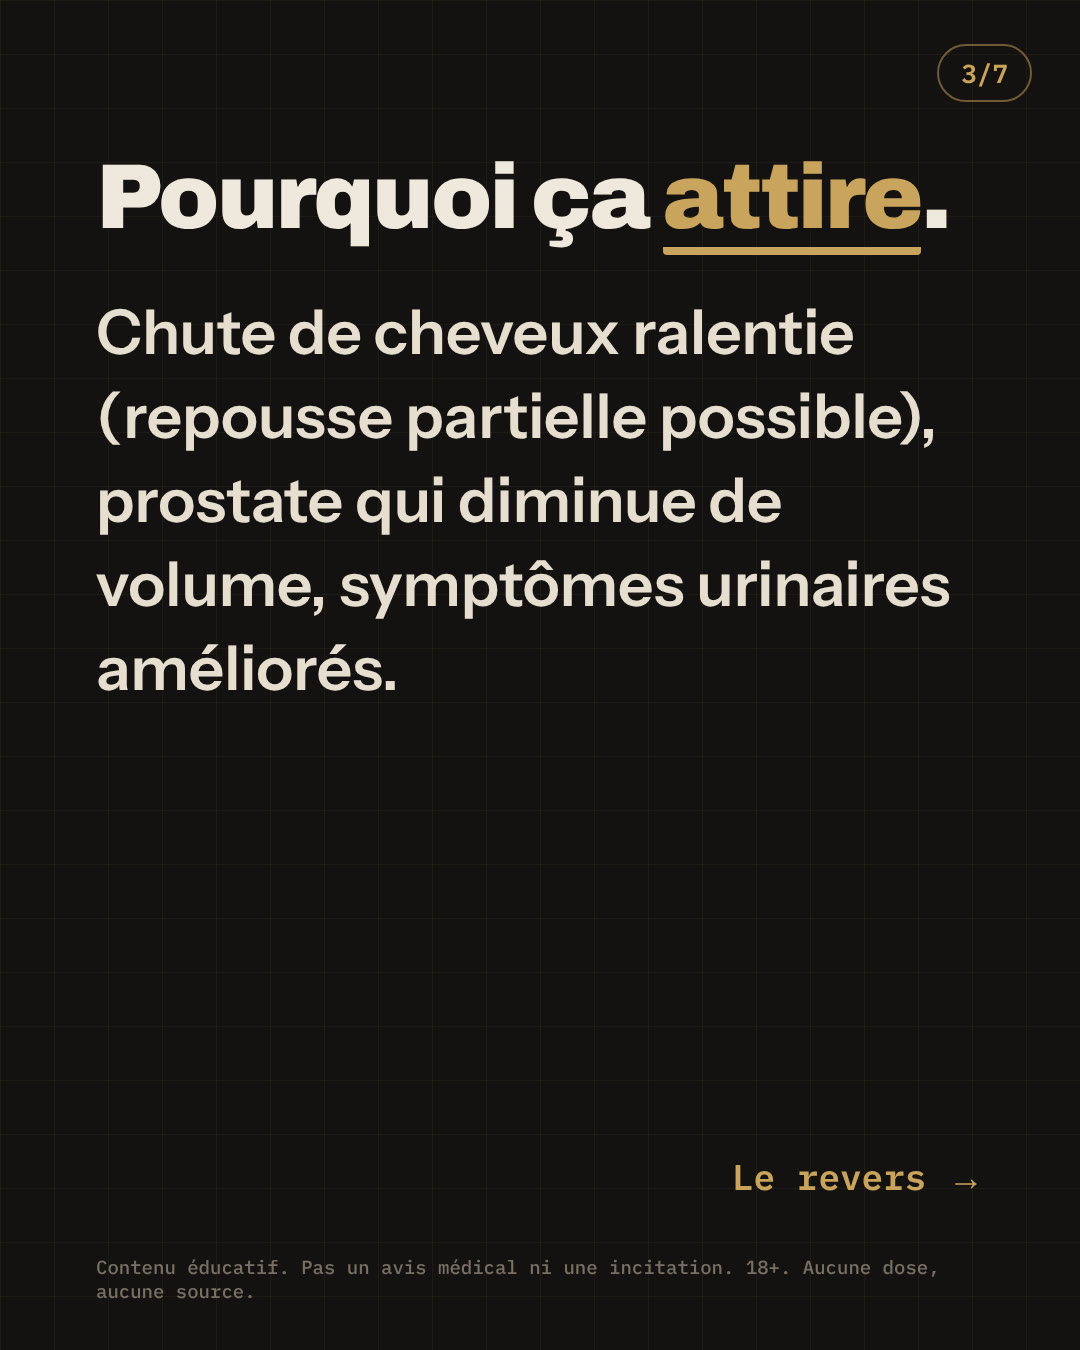 3/7
Pourquoi ça attire.
Chute de cheveux ralentie
(repousse partielle possible),
prostate qui diminue de
volume, symptômes urinaires
améliorés.
Le revers →
Contenu éducatif. Pas un avis médical ni une incitation. 18+. Aucune dose,
aucune source.